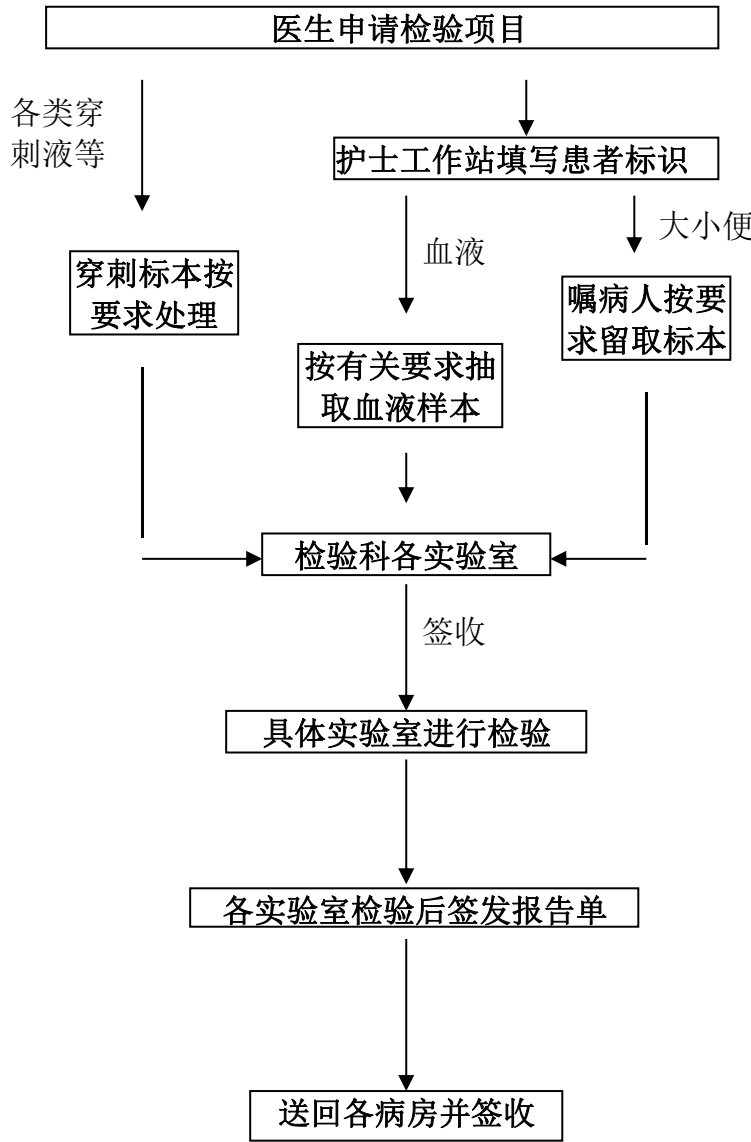 医生申请检验项目
各类穿
刺液等
护士工作站填写患者标识
血液
大小便
穿刺标本按
要求处理
嘱病人按要
求留取标本
按有关要求抽
取血液样本
检验科各实验室
签收
具体实验室进行检验
各实验室检验后签发报告单
送回各病房并签收